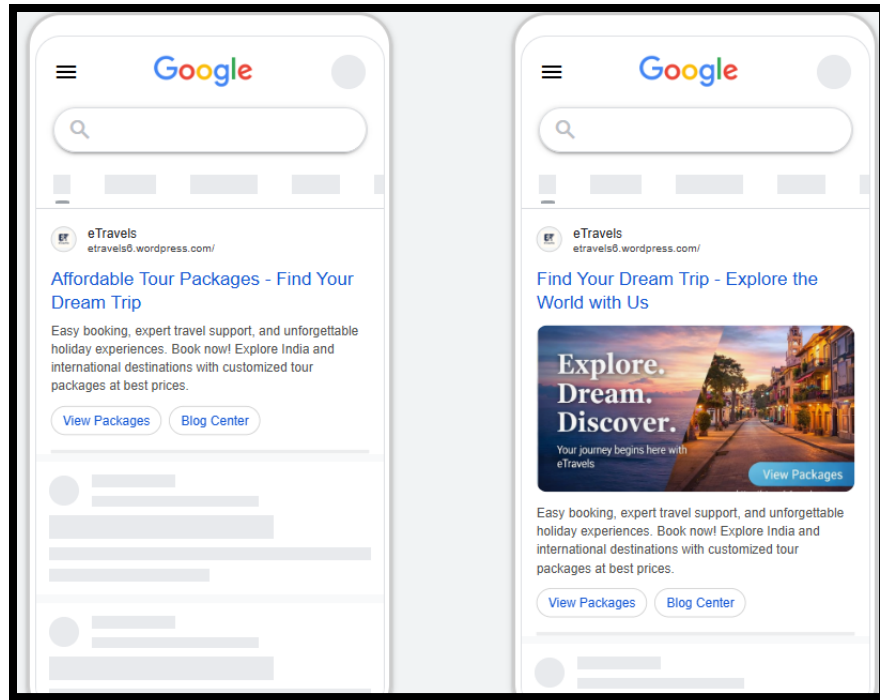 Google
eTravels
etravels6.wordpress.com/
Affordable Tour Packages - Find Your
Dream Trip
Easy booking, expert travel support, and unforgettable
holiday experiences. Book now! Explore India and
international destinations with customized tour
packages at best prices.
View Packages
Blog Center
Google
eTravels
etravels6.wordpress.com/
Find Your Dream Trip - Explore the
World with Us
Explore.
Dream.
Discover.
Your journey begins here with
eTravels
View Packages
Easy booking, expert travel support, and unforgettable
holiday experiences. Book now! Explore India and
international destinations with customized tour
packages at best prices.
View Packages
Blog Center